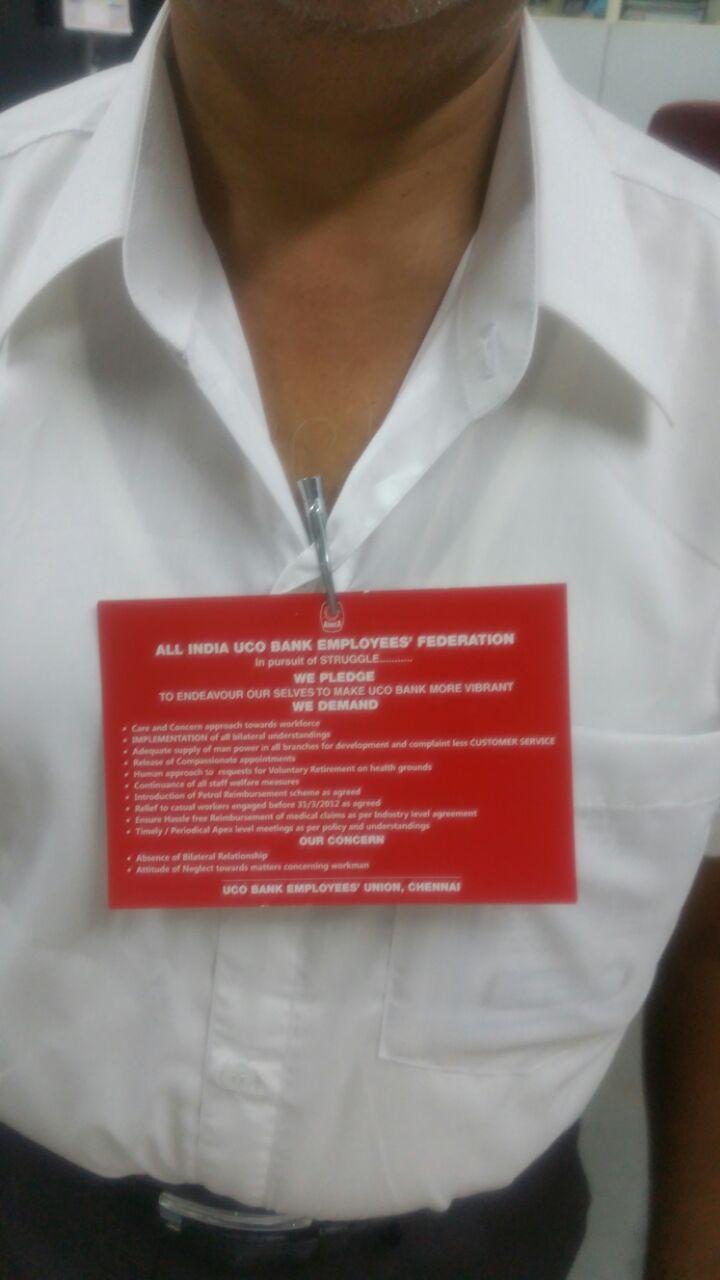 ALL INDIA UCO BANK EMPLOYEES' FEDERATION
In pursuit of STRUGGLE...........
WE PLEDGE
TO ENDEAVOUR OUR SELVES TO MAKE UCO BANK MORE VIBRANT
WE DEMAND
• Care and Concern approach towards workforce
• IMPLEMENTATION of all bilateral understandings
• Adequate supply of man power in all branches for development and complaint less CUSTOMER SERVICE
• Release of Compassionate appointments
• Human approach to requests for Voluntary Retirement on health grounds
• Continuance of all staff welfare measures
• Introduction of Petrol Reimbursement scheme as agreed
• Relief to casual workers engaged before 31/3/2012 as agreed
• Ensure Hassle free Reimbursement of medical claims as per Industry level agreement
• Timely / Periodical Apex level meetings as per policy and understandings
OUR CONCERN
• Absence of Bilateral Relationship
• Attitude of Neglect towards matters concerning workman
UCO BANK EMPLOYEES' UNION, CHENNAI